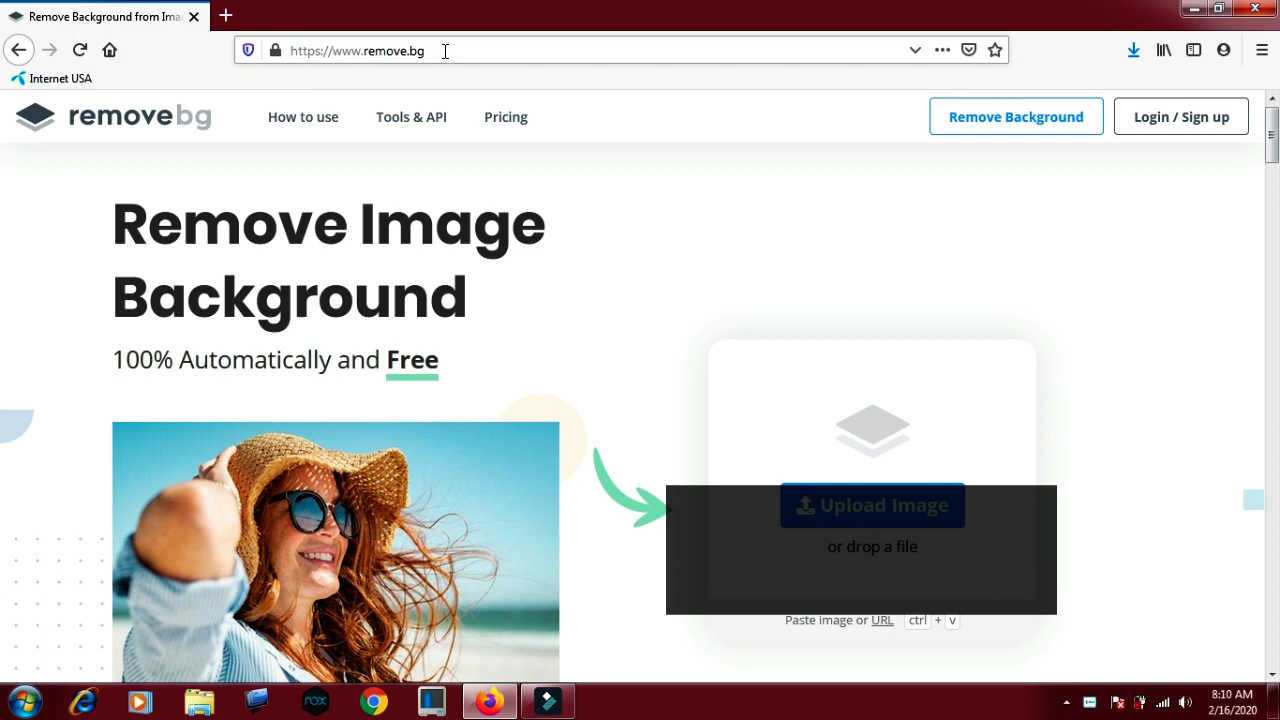 Remove Background from Ima
https://www.remove.bg
Internet USA
removebg
How to use
Tools & API
Pricing
Remove Background
Login / Sign up
Remove Image
Background
100% Automatically and Free
Upload Image
or drop a file
Paste image or URL ctrl + v
nox
8:10 AM
2/16/2020